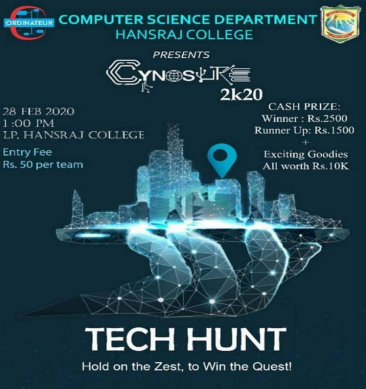 ORDINATEUR
COMPUTER SCIENCE DEPARTMENT
HANSRAJ COLLEGE
PRESENTS
CYNOSURE
2k20
28 FEB 2020
1 :00 PM
LP, HANSRAJ COLLEGE
Entry Fee
Rs. 50 per team
CASH PRIZE:
Winner : Rs.2500
Runner Up: Rs.1500
+
Exciting Goodies
All worth Rs.10K
TECH HUNT
Hold on the Zest, to Win the Quest!